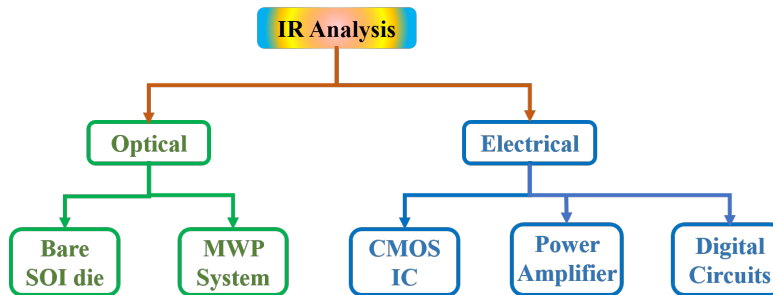 IR Analysis
Optical
Electrical
Bare
SOI die
MWP
System
CMOS
IC
Power
Amplifier
Digital
Circuits